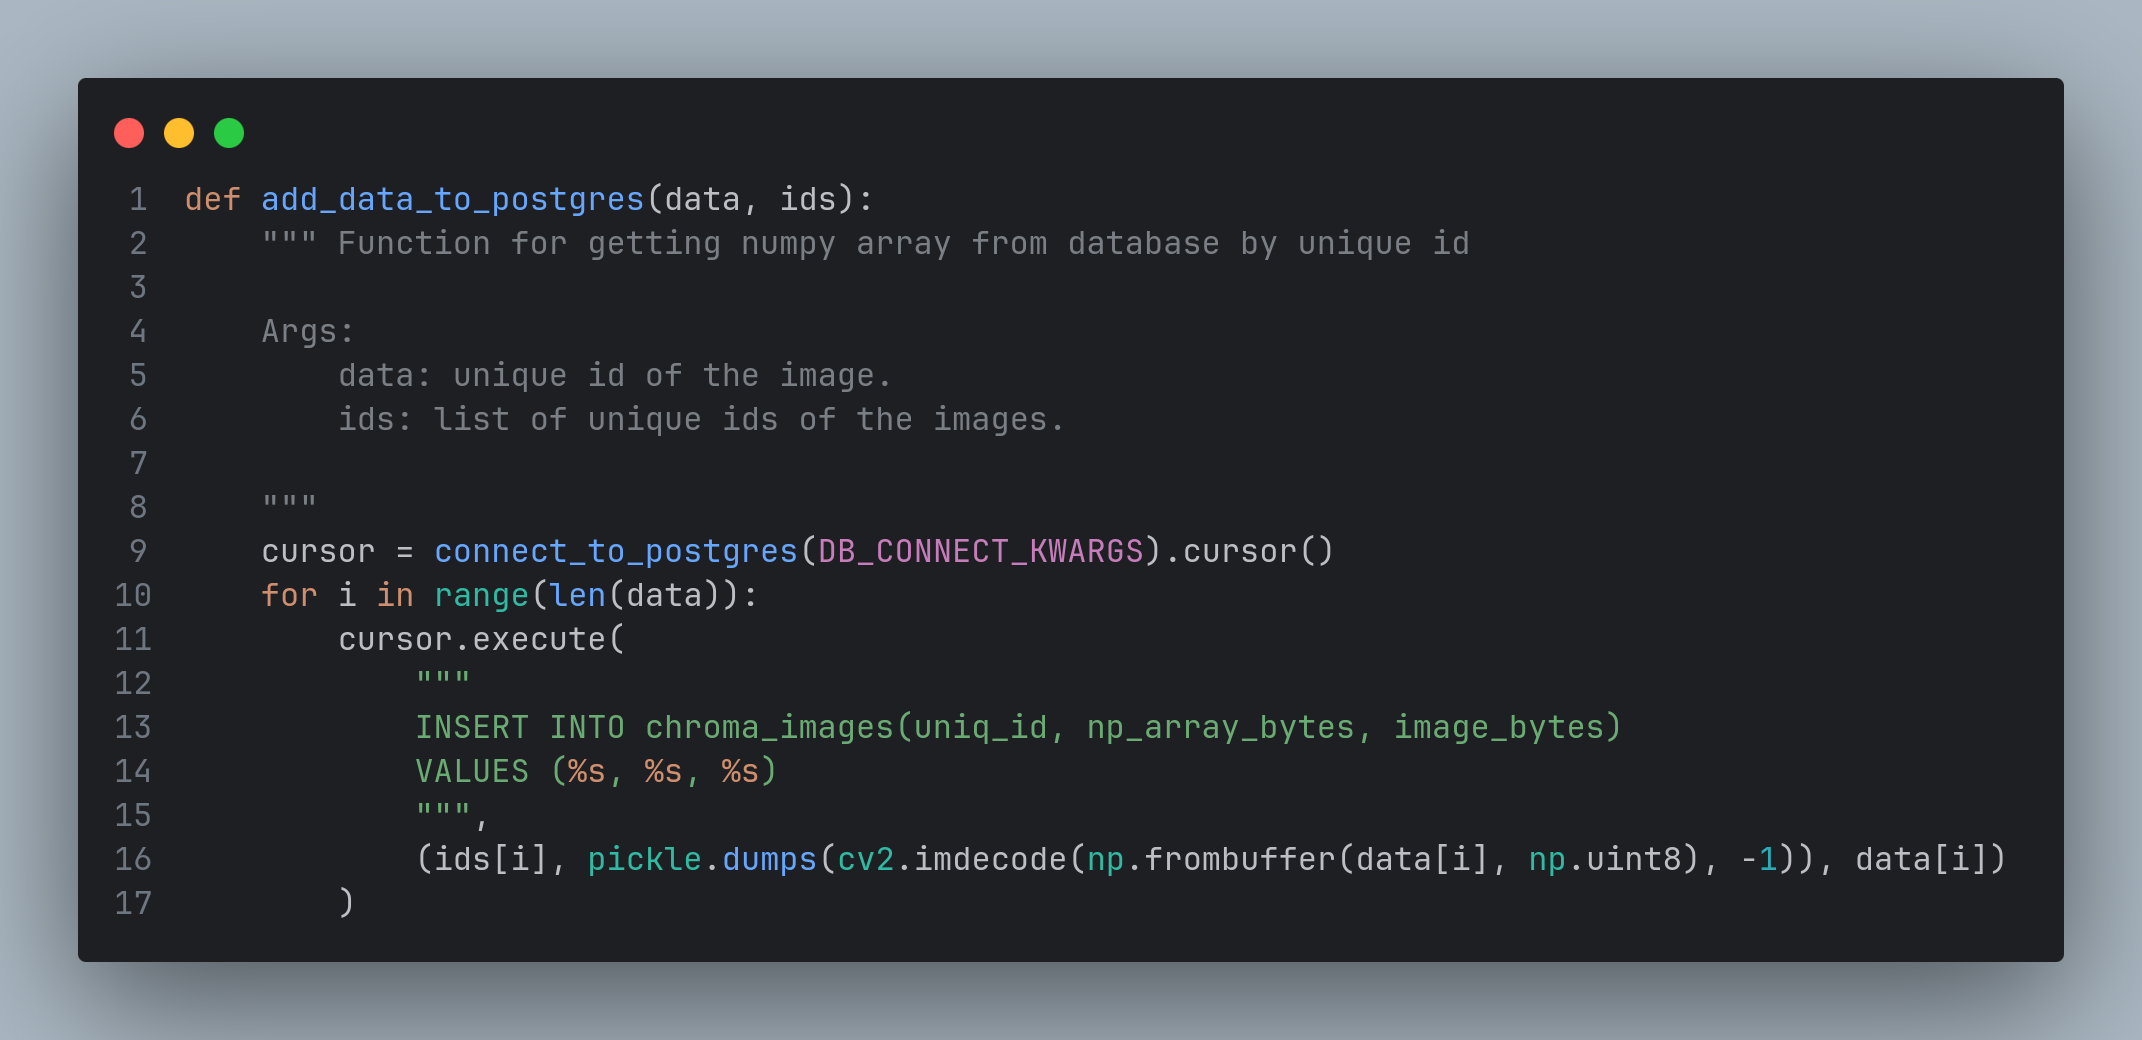 1 def add_data_to_postgres(data, ids):
2     """ Function for getting numpy array from database by unique id
3
4     Args:
5         data: unique id of the image.
6         ids: list of unique ids of the images.
7
8     """
9     cursor = connect_to_postgres(DB_CONNECT_KWARGS).cursor()
10     for i in range(len(data)):
11         cursor.execute(
12             """
13             INSERT INTO chroma_images(uniq_id, np_array_bytes, image_bytes)
14             VALUES (%s, %s, %s)
15             """,
16             (ids[i], pickle.dumps(cv2.imdecode(np.frombuffer(data[i], np.uint8), -1)), data[i])
17         )